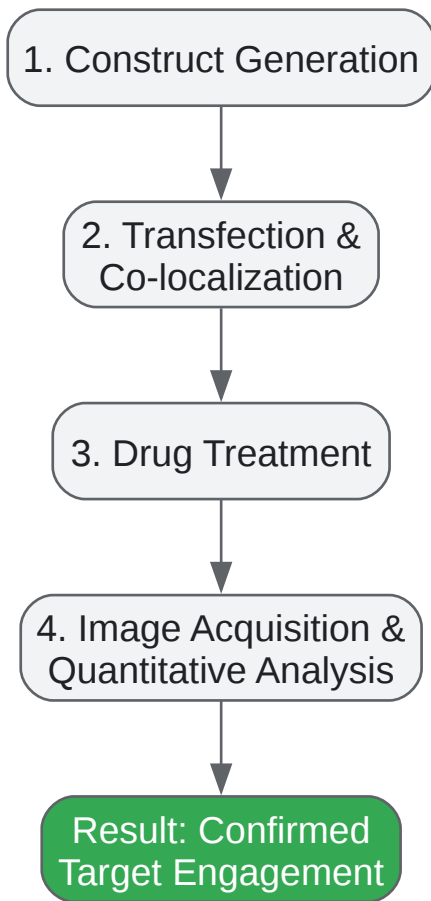 1. Construct Generation
2. Transfection &
Co-localization
3. Drug Treatment
4. Image Acquisition &
Quantitative Analysis
Result: Confirmed
Target Engagement